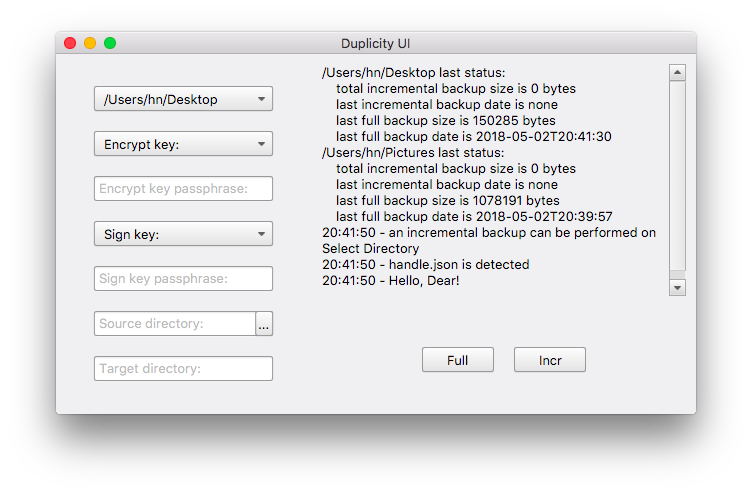 Duplicity UI
/Users/hn/Desktop
Encrypt key:
Encrypt key passphrase:
Sign key:
Sign key passphrase:
Source directory:
...
Target directory:
/Users/hn/Desktop last status:
total incremental backup size is 0 bytes
last incremental backup date is none
last full backup size is 150285 bytes
last full backup date is 2018-05-02T20:41:30
/Users/hn/Pictures last status:
total incremental backup size is 0 bytes
last incremental backup date is none
last full backup size is 1078191 bytes
last full backup date is 2018-05-02T20:39:57
20:41:50 - an incremental backup can be performed on
Select Directory
20:41:50 - handle.json is detected
20:41:50 - Hello, Dear!
Full
Incr